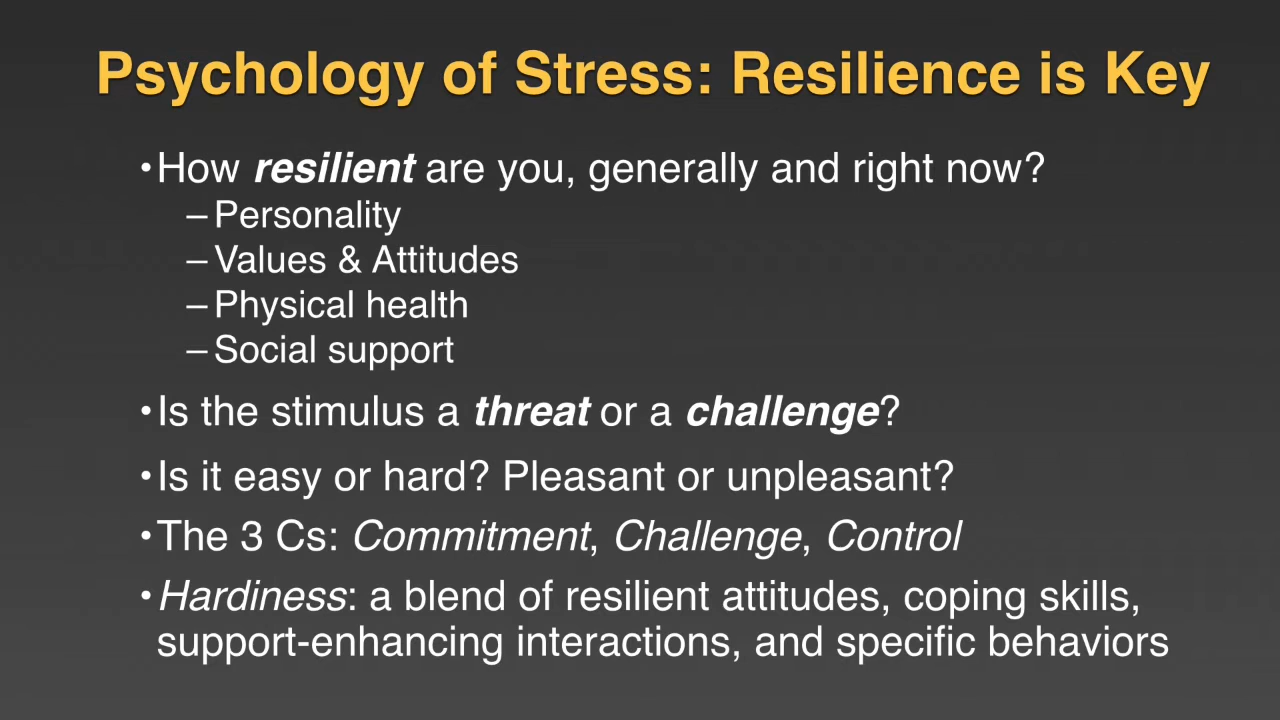 Psychology of Stress: Resilience is Key
•How resilient are you, generally and right now?
–Personality
–Values & Attitudes
–Physical health
–Social support
•Is the stimulus a threat or a challenge?
•Is it easy or hard? Pleasant or unpleasant?
•The 3 Cs: Commitment, Challenge, Control
•Hardiness: a blend of resilient attitudes, coping skills,
support-enhancing interactions, and specific behaviors